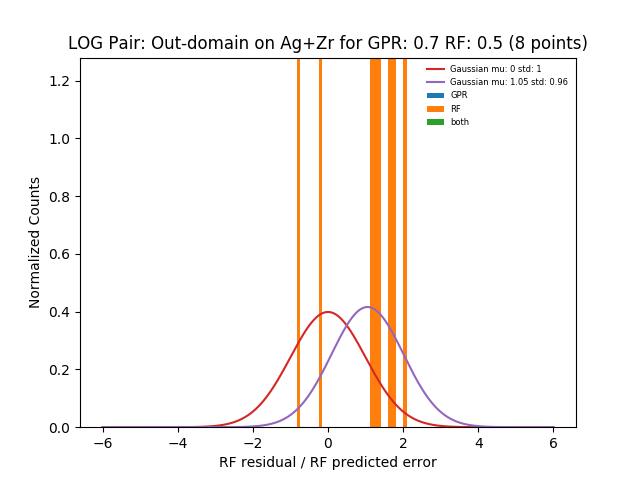 LOG Pair: Out-domain on Ag+Zr for GPR: 0.7 RF: 0.5 (8 points)
Gaussian mu: 0 std: 1
Gaussian mu: 1.05 std: 0.96
GPR
RF
both
Normalized Counts
1.2
1.0
0.8
0.6
0.4
0.2
0.0
−6
−4
−2
0
2
4
6
RF residual / RF predicted error